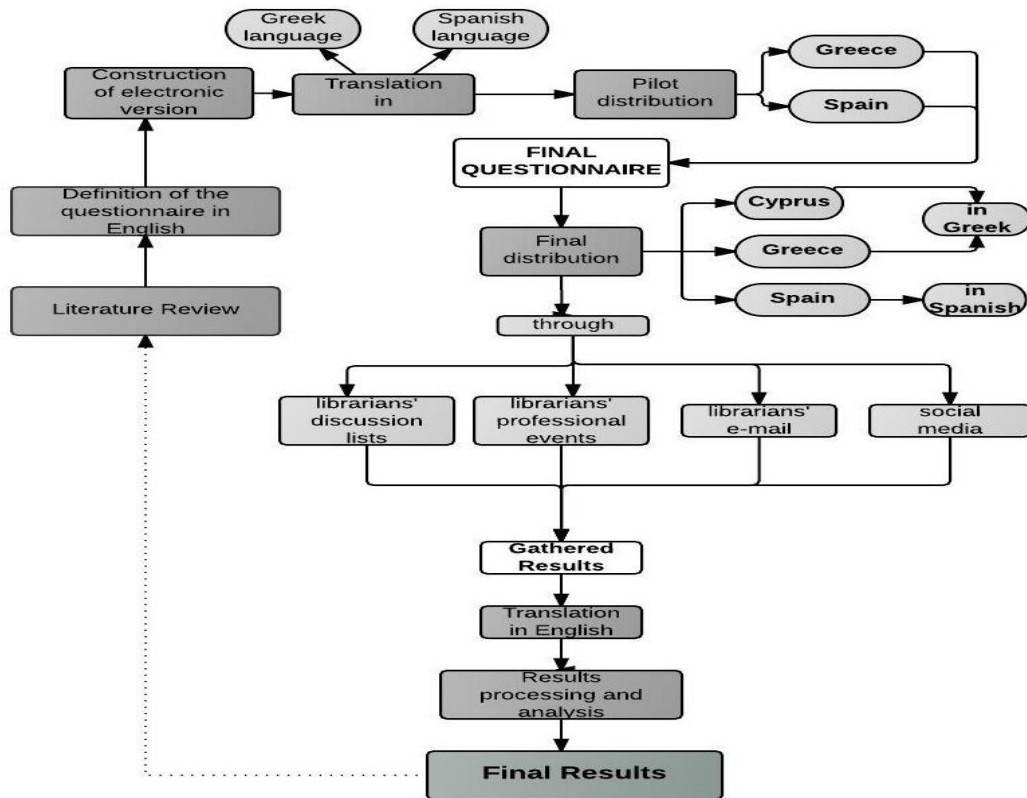 Greek
language
Spanish
language
Construction
of electronic
version
Translation
in
Pilot
distribution
Greece
Spain
FINAL
QUESTIONNAIRE
Definition of the
questionnaire in
English
Literature Review
Final
distribution
Cyprus
in
Greek
Greece
Spain
in
Spanish
through
librarians'
discussion
lists
librarians'
professional
events
librarians'
e-mail
social
media
Gathered
Results
Translation
in English
Results
processing and
analysis
Final Results